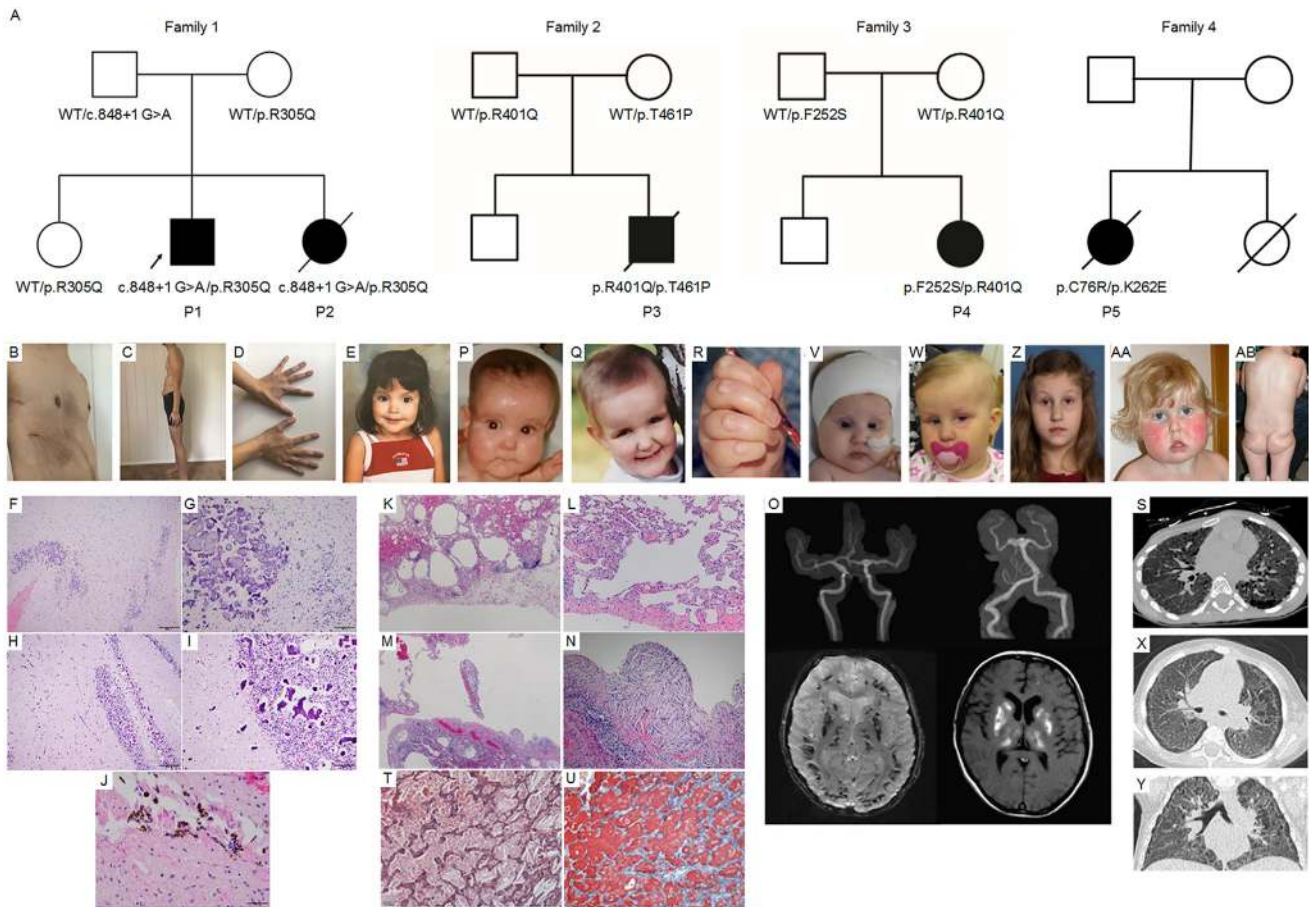 A
Family 1
Family 2
Family 3
Family 4
WT/c.848+1 G>A
WT/p.R305Q
WT/p.R401Q
WT/p.T461P
WT/p.F252S
WT/p.R401Q
WT/p.R305Q
c.848+1 G>A/p.R305Q
c.848+1 G>A/p.R305Q
p.R401Q/p.T461P
p.F252S/p.R401Q
p.C76R/p.K262E
P1
P2
P3
P4
P5
B
C
D
E
P
Q
R
V
W
Z
AA
AB
F
G
K
L
O
S
H
I
M
N
X
J
T
U
Y